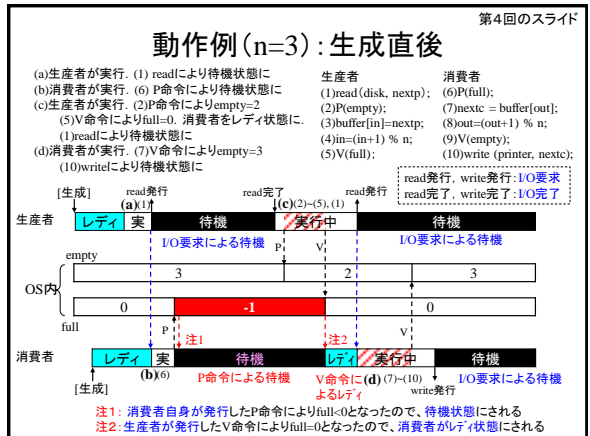 第4回のスライド
動作例(n=3):生成直後
(a)生産者が実行. (1) readにより待機状態に
(b)消費者が実行. (6) P命令により待機状態に
(c)生産者が実行. (2)P命令によりempty=2
(5)V命令によりfull=0. 消費者をレディ状態に.
(1)readにより待機状態に
(d)消費者が実行. (7)V命令によりempty=3
(10)writeにより待機状態に
生産者
(1)read(disk, nextp);
(2)P(empty);
(3)buffer[in]=nextp;
(4)in=(in+1) % n;
(5)V(full);
消費者
(6)P(full);
(7)nextc = buffer[out];
(8)out=(out+1) % n;
(9)V(empty);
(10)write (printer, nextc);
read発行, write発行:I/O要求
read完了, write完了:I/O完了
[生成] (a)(1) read発行 read完了 (c)(2)~(5), (1) read発行
生産者 レディ 実 待機 実行中 待機
I/O要求による待機 P V I/O要求による待機
empty
3 2 3
OS内
0 -1 0
full P 注1 注2 V
消費者 レディ 実 待機 レディ 実行中 待機
[生成] (b)(6) P命令による待機 V命令によるレディ (d) (7)~(10) write発行 I/O要求による待機
注1: 消費者自身が発行したP命令によりfull<0となったので、待機状態にされる
注2:生産者が発行したV命令によりfull=0となったので、消費者がレディ状態にされる